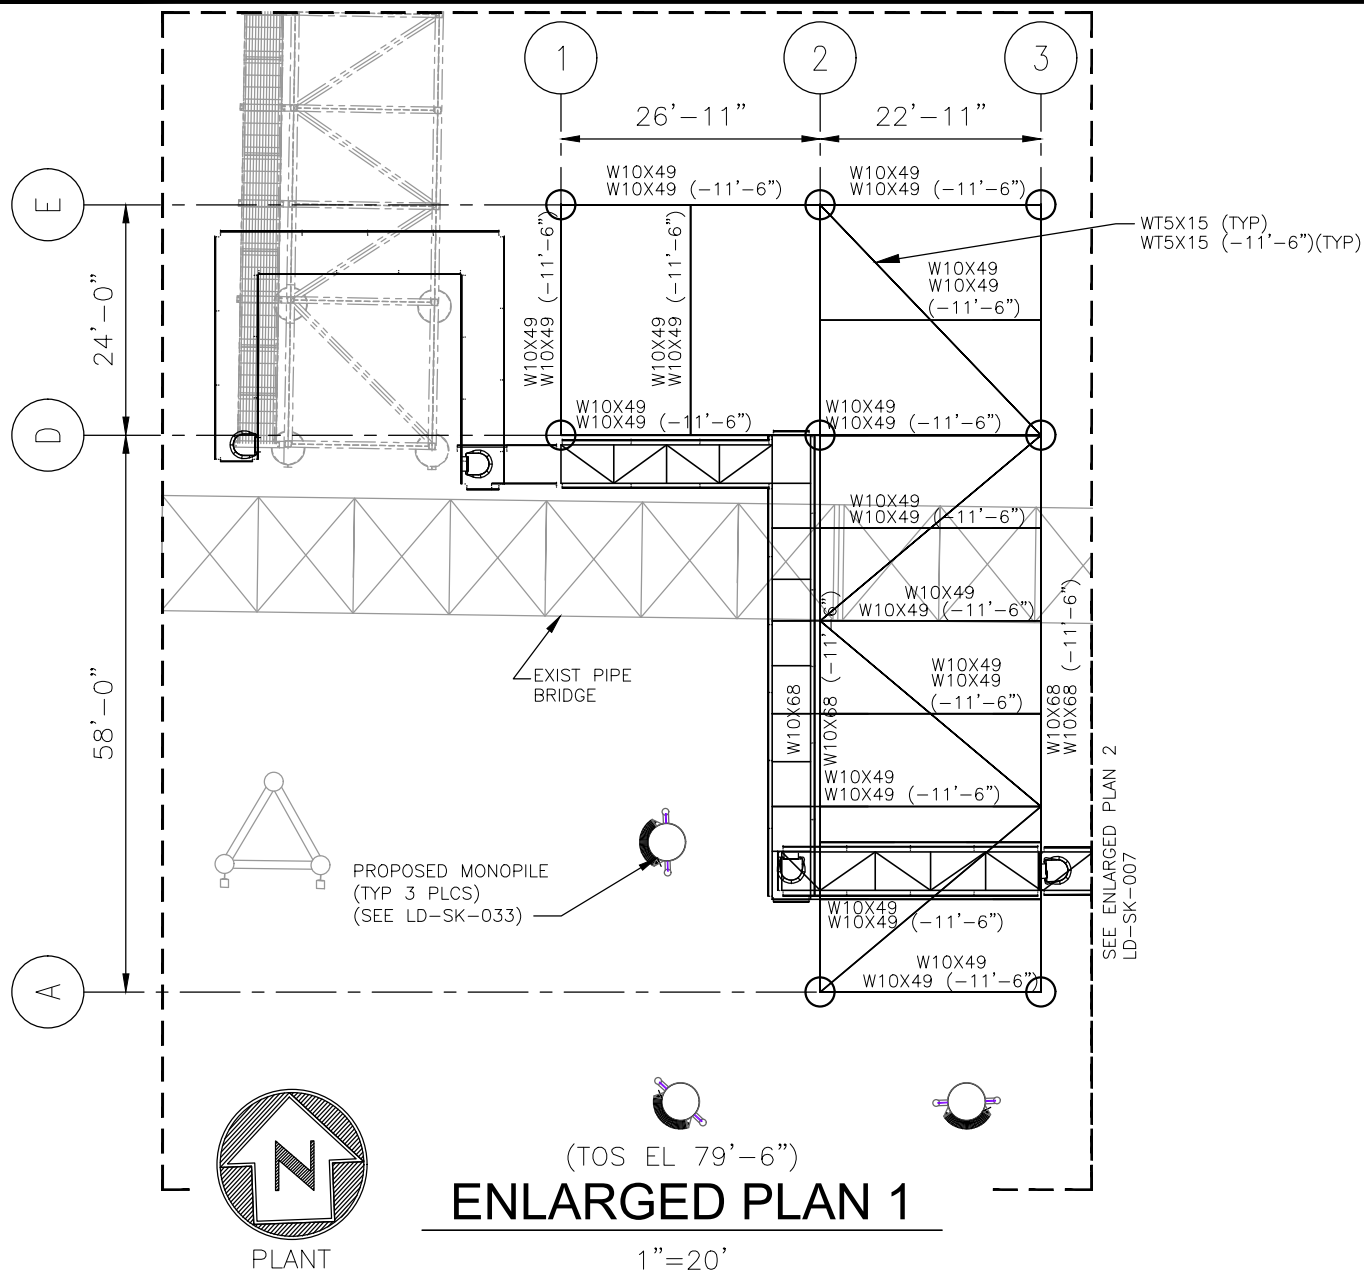 1
2
3
26'-11"
22'-11"
E
D
A
24'-0"
58'-0"
W10X49
W10X49 (-11'-6")
W10X49
W10X49 (-11'-6")
WT5X15 (TYP)
WT5X15 (-11'-6")(TYP)
W10X49
W10X49 (-11'-6")
W10X49
W10X49 (-11'-6")
W10X49
W10X49
(-11'-6")
W10X49
W10X49 (-11'-6")
W10X49
W10X49 (-11'-6")
W10X49
W10X49 (-11'-6")
W10X49
W10X49 (-11'-6")
W10X49
W10X49
(-11'-6")
EXIST PIPE
BRIDGE
W10X68
W10X68 (-11'-6")
W10X68
W10X68 (-11'-6")
W10X49
W10X49 (-11'-6")
SEE ENLARGED PLAN 2
LD-SK-007
PROPOSED MONOPILE
(TYP 3 PLCS)
(SEE LD-SK-033)
W10X49
W10X49 (-11'-6")
W10X49
W10X49 (-11'-6")
N
PLANT
(TOS EL 79'-6")
ENLARGED PLAN 1
1"=20'